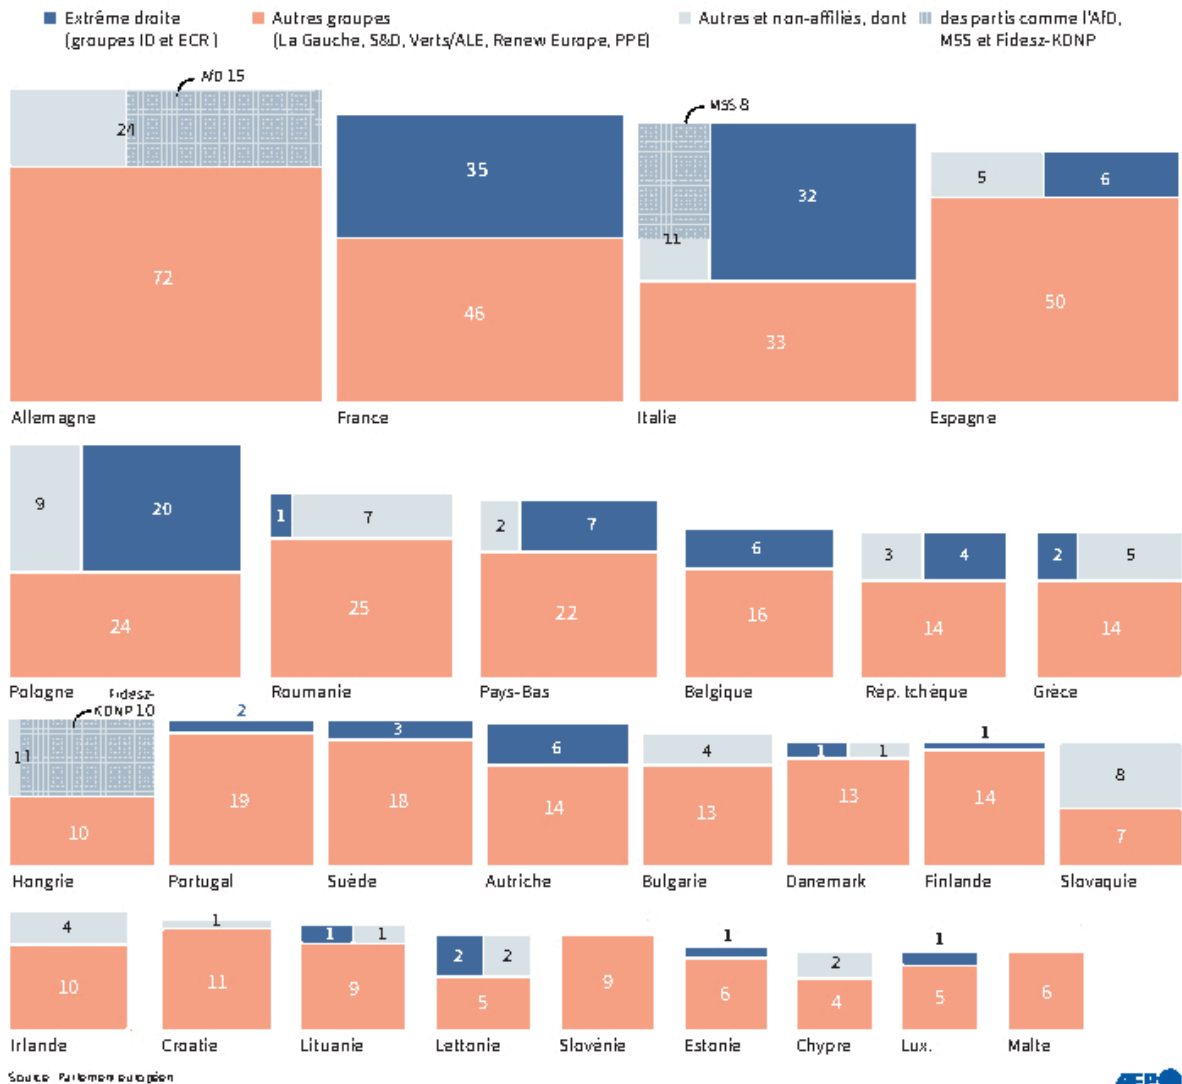 Extrême droite
(groupes ID et ECR)
Autres groupes
(La Gauche, S&D, Verts/ALE, Renew Europe, PPE)
Autres et non-affiliés, dont
des partis comme l'AfD,
M5S et Fidesz-KDNP
AfD 15
24
72
Allemagne
35
46
France
M5S 8
11
32
33
Italie
5
6
50
Espagne
9
20
24
Pologne
1
7
25
Roumanie
2
7
22
Pays-Bas
6
16
Belgique
3
4
14
Rép. tchèque
2
5
14
Grèce
Fidesz-
KDNP 10
11
10
Hongrie
2
19
Portugal
3
18
Suède
6
14
Autriche
4
13
Bulgarie
1
1
13
Danemark
1
14
Finlande
8
7
Slovaquie
4
10
Irlande
1
11
Croatie
1
1
9
Lituanie
2
2
5
Lettonie
9
Slovénie
1
6
Estonie
2
4
Chypre
1
5
Lux.
6
Malte
Source Parlement européen
AFP